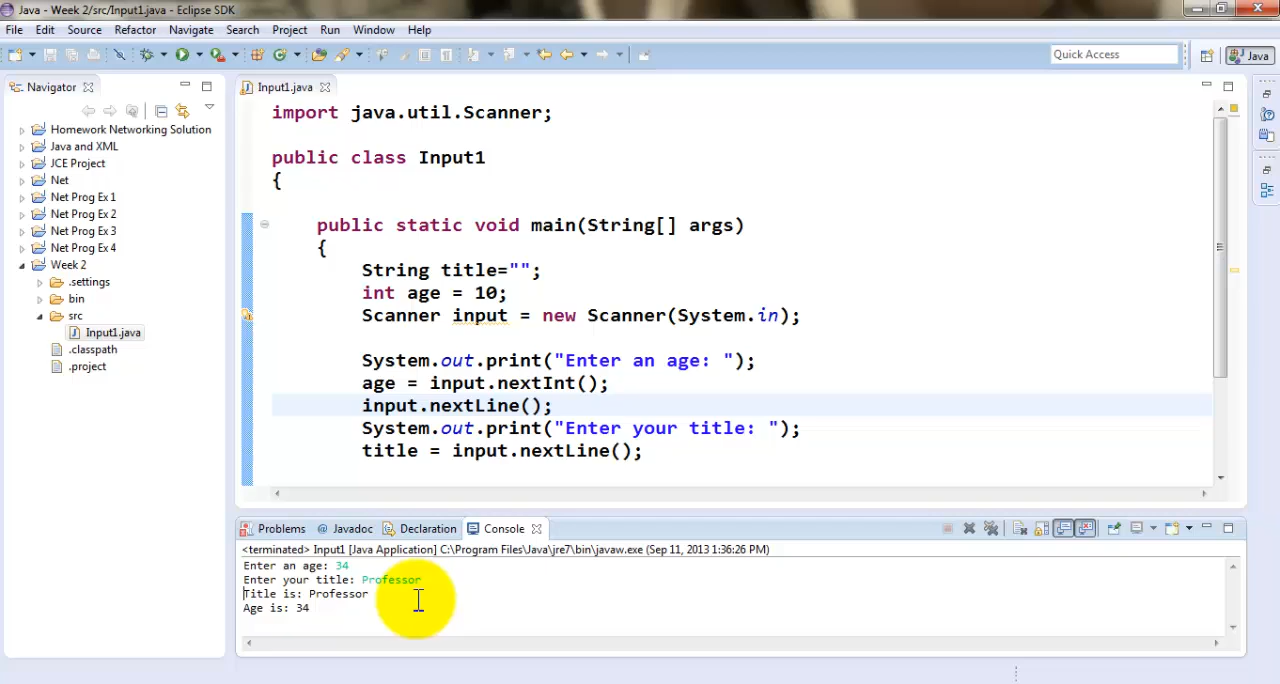 Java - Week 2/src/Input1.java - Eclipse SDK
File Edit Source Refactor Navigate Search Project Run Window Help
Quick Access
Java
Navigator
Homework Networking Solution
Java and XML
JCE Project
Net
Net Prog Ex1
Net Prog Ex 2
Net Prog Ex 3
Net Prog Ex 4
Week 2
.settings
bin
src
Input1.java
.classpath
.project
Input1.java
import java.util.Scanner;
public class Input1
{
public static void main(String[] args)
{
String title="";
int age = 10;
Scanner input = new Scanner(System.in);
System.out.print("Enter an age: ");
age = input.nextInt();
input.nextLine();
System.out.print("Enter your title: ");
title = input.nextLine();
Problems @ Javadoc Declaration Console
<terminated> Input1 [Java Application] C:\Program Files\Java\jre7\bin\javaw.exe (Sep 11, 2013 1:36:26 PM)
Enter an age: 34
Enter your title: Professor
Title is: Professor
Age is: 34